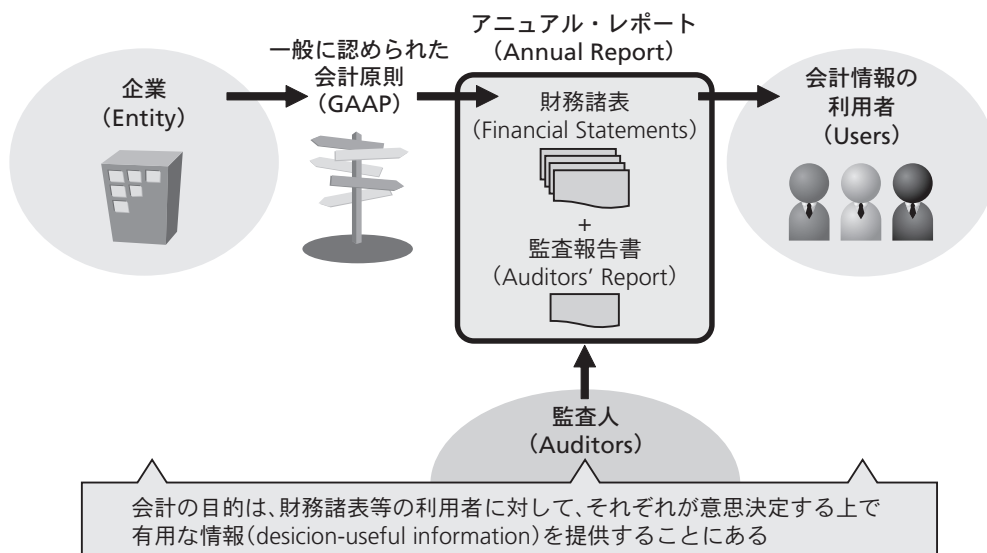 企業
（Entity）
一般に認められた
会計原則
（GAAP）
アニュアル・レポート
（Annual Report）
財務諸表
（Financial Statements）
+
監査報告書
（Auditors’ Report）
会計情報の
利用者
（Users）
監査人
（Auditors）
会計の目的は、財務諸表等の利用者に対して、それぞれが意思決定する上で
有用な情報（desicion-useful information）を提供することにある